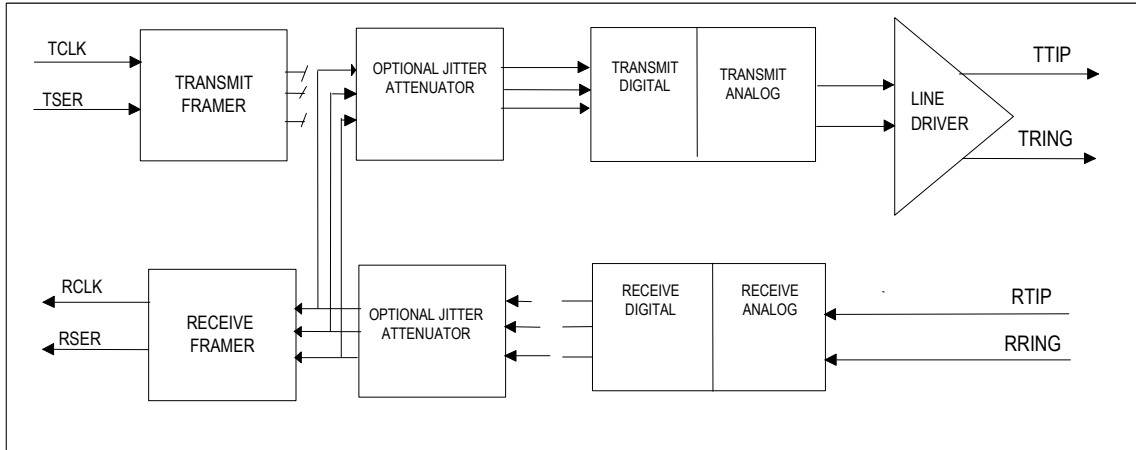 TCLK
TSER
TRANSMIT
FRAMER
OPTIONAL JITTER
ATTENUATOR
TRANSMIT
DIGITAL
TRANSMIT
ANALOG
LINE
DRIVER
TTIP
TRING
RCLK
RSER
RECEIVE
FRAMER
OPTIONAL JITTER
ATTENUATOR
RECEIVE
DIGITAL
RECEIVE
ANALOG
RTIP
RRING